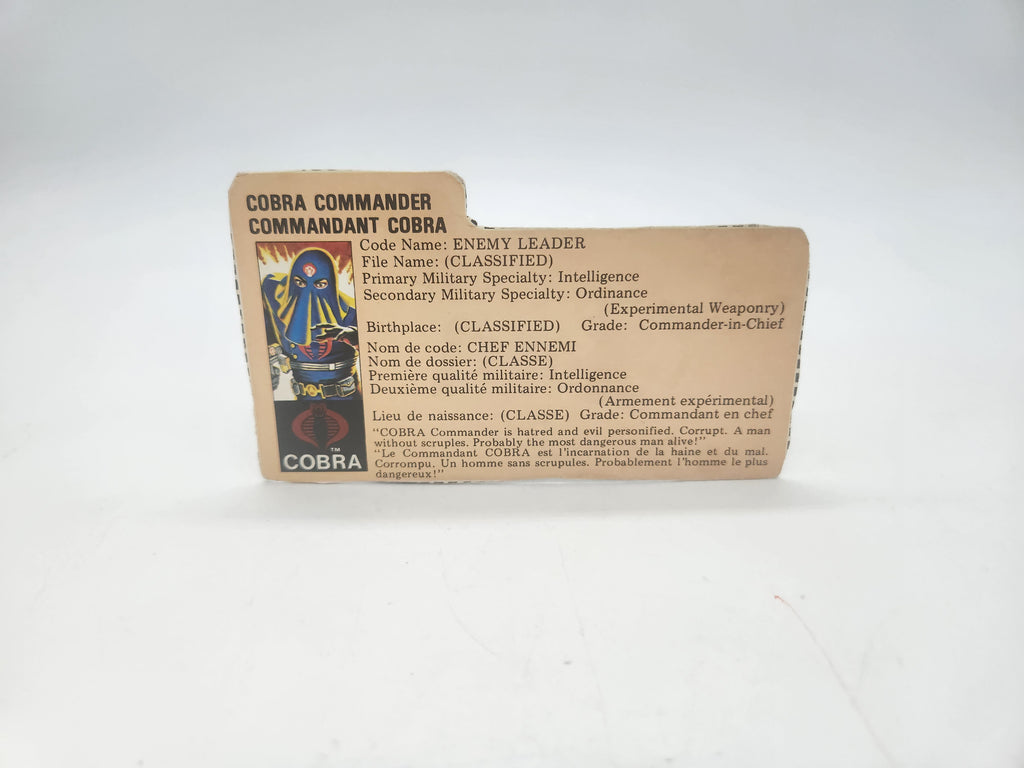 COBRA COMMANDER
COMMANDANT COBRA
Code Name: ENEMY LEADER
File Name: (CLASSIFIED)
Primary Military Specialty: Intelligence
Secondary Military Specialty: Ordinance
(Experimental Weaponry)
Birthplace: (CLASSIFIED) Grade: Commander-in-Chief
Nom de code: CHEF ENNEMI
Nom de dossier: (CLASSE)
Première qualité militaire: Intelligence
Deuxième qualité militaire: Ordonnance
(Armement expérimental)
Lieu de naissance: (CLASSE) Grade: Commandant en chef
"COBRA Commander is hatred and evil personified. Corrupt. A man
without scruples. Probably the most dangerous man alive!"
"Le Commandant COBRA est l'incarnation de la haine et du mal.
Corrompu. Un homme sans scrupules. Probablement l'homme le plus
dangereux!"
TM
COBRA